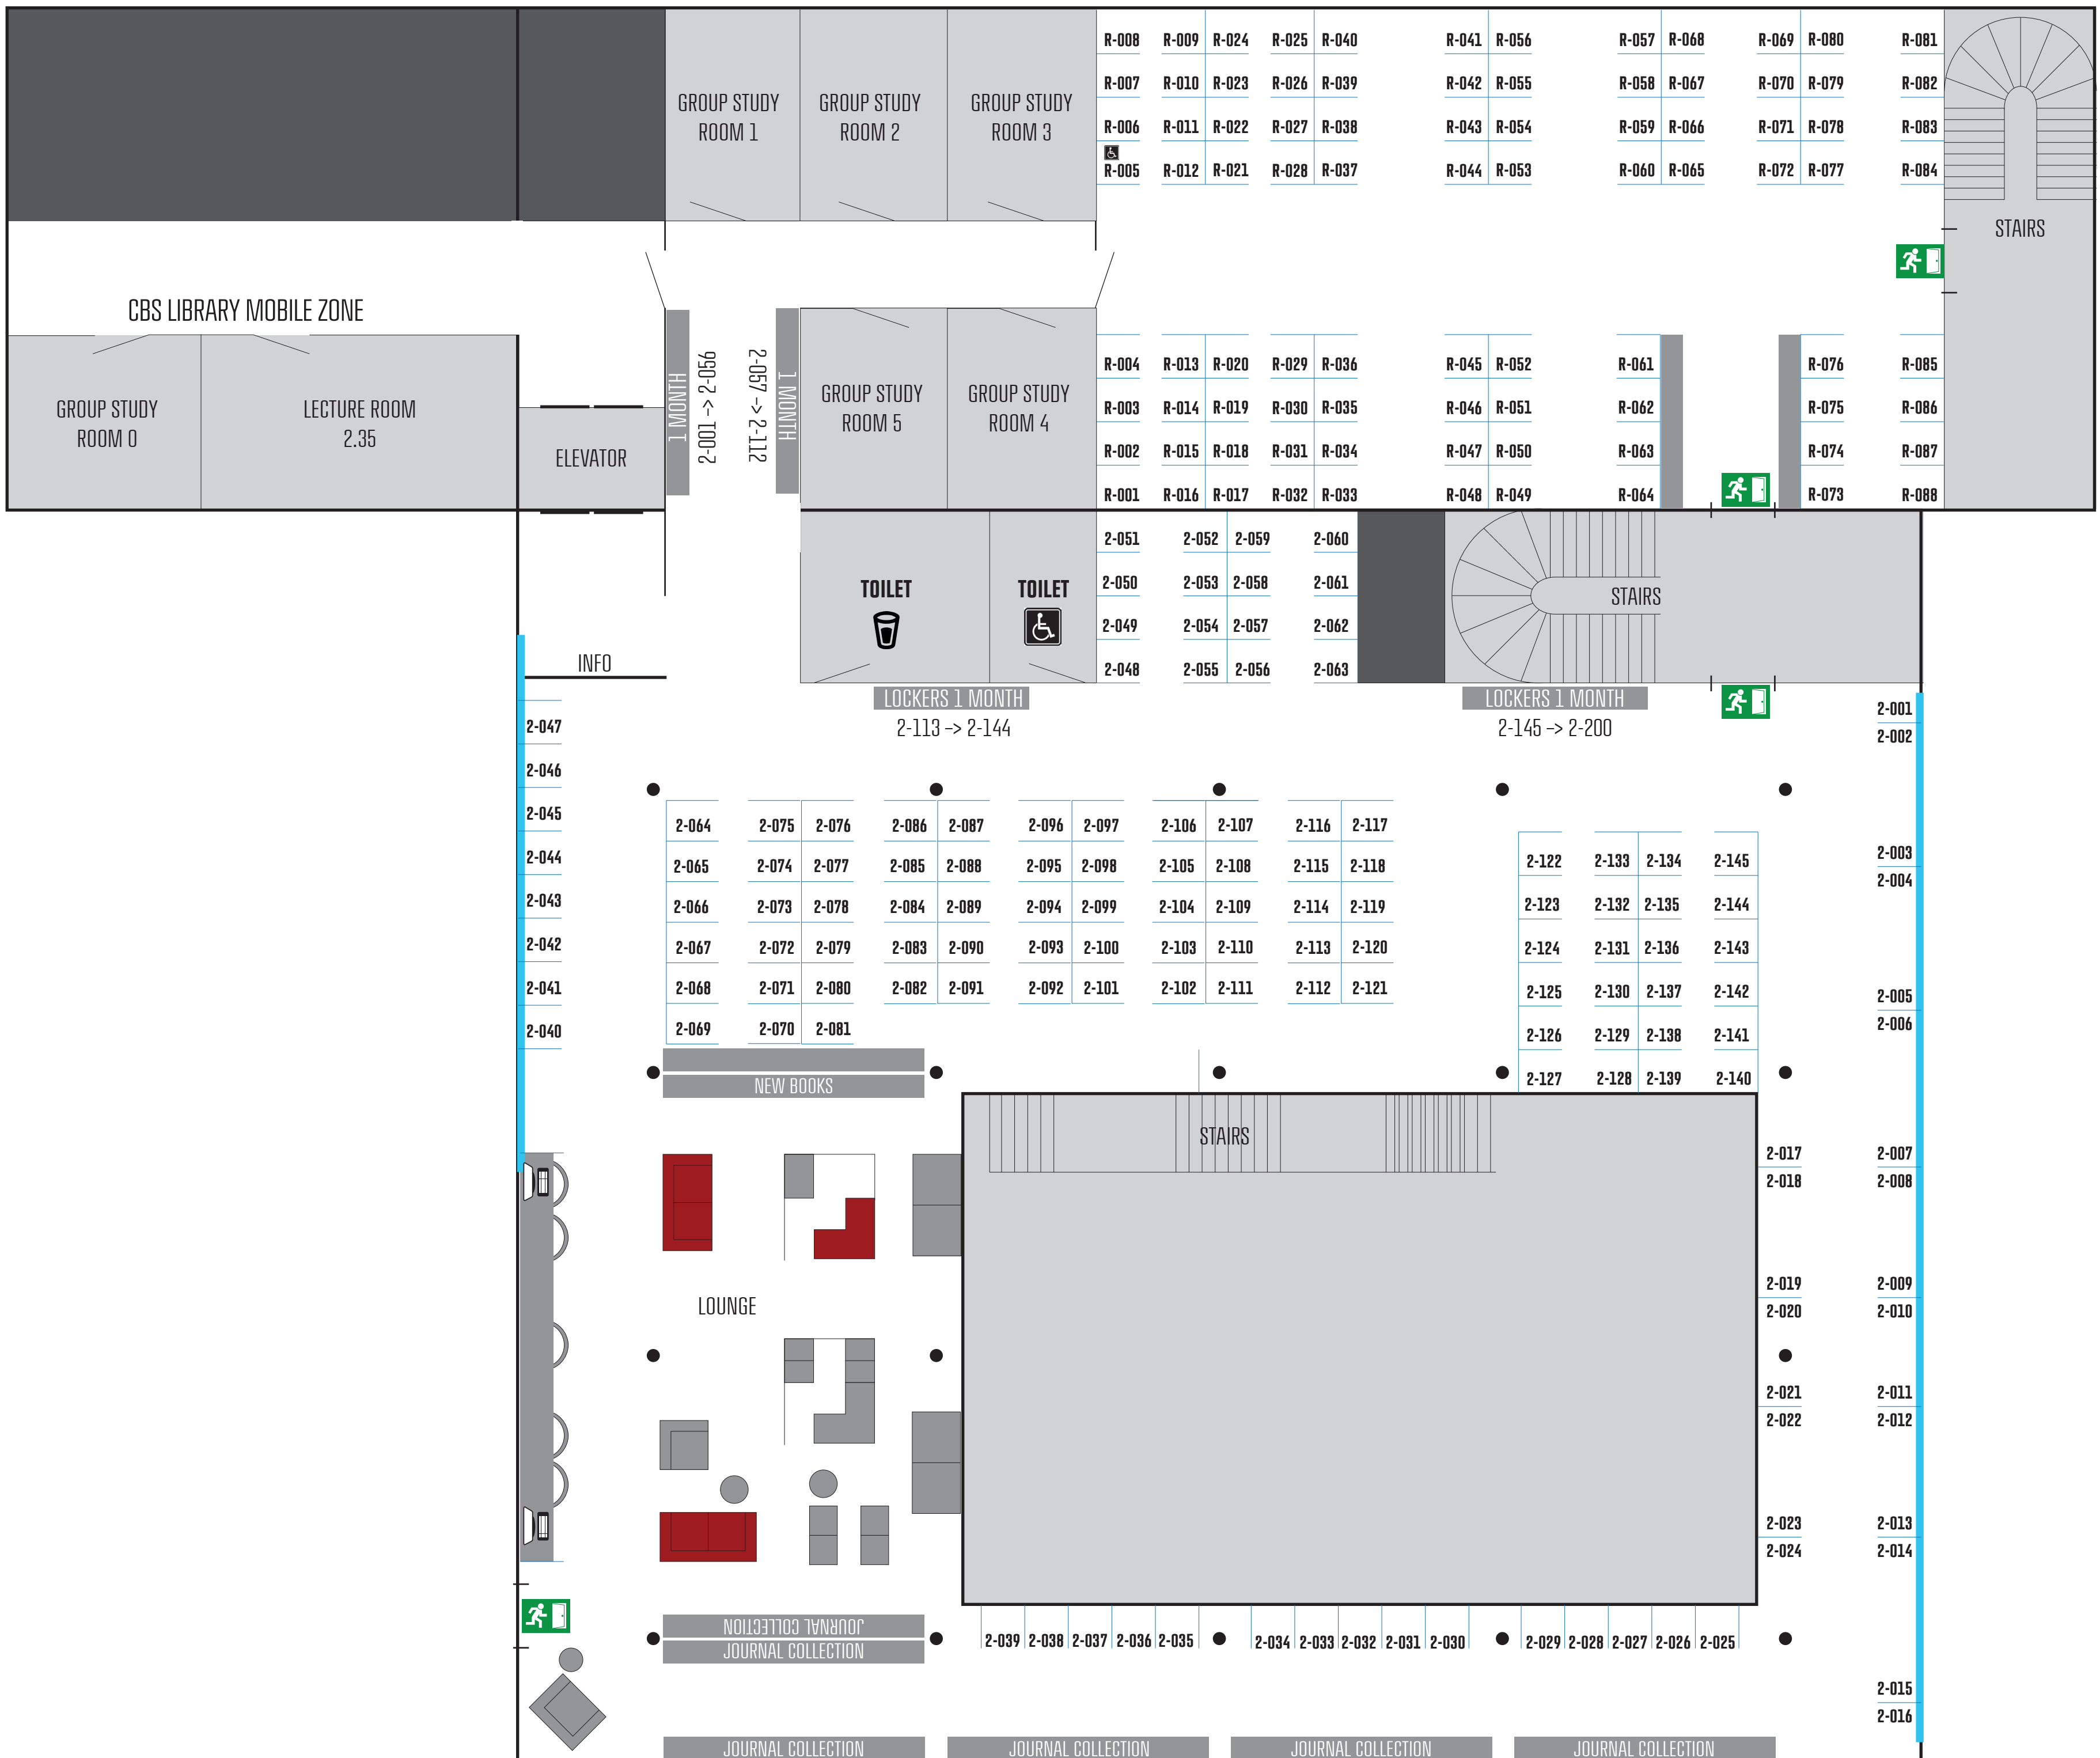 R-008 R-009 R-024 R-025 R-040 R-041 R-056 R-057 R-068 R-069 R-080 R-081
R-007 R-010 R-023 R-026 R-039 R-042 R-055 R-058 R-067 R-070 R-079 R-082
R-006 R-011 R-022 R-027 R-038 R-043 R-054 R-059 R-066 R-071 R-078 R-083
R-005 R-012 R-021 R-028 R-037 R-044 R-053 R-060 R-065 R-072 R-077 R-084
GROUP STUDY
ROOM 1
GROUP STUDY
ROOM 2
GROUP STUDY
ROOM 3
STAIRS
CBS LIBRARY MOBILE ZONE
GROUP STUDY
ROOM 0
LECTURE ROOM
2.35
ELEVATOR
1 MONTH
2-001 -> 2-056
2-057 -> 2-112
1 MONTH
GROUP STUDY
ROOM 5
GROUP STUDY
ROOM 4
R-004 R-013 R-020 R-029 R-036 R-045 R-052 R-061 R-076 R-085
R-003 R-014 R-019 R-030 R-035 R-046 R-051 R-062 R-075 R-086
R-002 R-015 R-018 R-031 R-034 R-047 R-050 R-063 R-074 R-087
R-001 R-016 R-017 R-032 R-033 R-048 R-049 R-064 R-073 R-088
TOILET
TOILET
2-051 2-052 2-059 2-060
2-050 2-053 2-058 2-061
2-049 2-054 2-057 2-062
2-048 2-055 2-056 2-063
STAIRS
INFO
LOCKERS 1 MONTH
2-113 -> 2-144
LOCKERS 1 MONTH
2-145 -> 2-200
2-001
2-002
2-047
2-046
2-045
2-044
2-043
2-042
2-041
2-040
2-064 2-075 2-076 2-086 2-087 2-096 2-097 2-106 2-107 2-116 2-117
2-065 2-074 2-077 2-085 2-088 2-095 2-098 2-105 2-108 2-115 2-118
2-066 2-073 2-078 2-084 2-089 2-094 2-099 2-104 2-109 2-114 2-119
2-067 2-072 2-079 2-083 2-090 2-093 2-100 2-103 2-110 2-113 2-120
2-068 2-071 2-080 2-082 2-091 2-092 2-101 2-102 2-111 2-112 2-121
2-069 2-070 2-081
2-122 2-133 2-134 2-145
2-123 2-132 2-135 2-144
2-124 2-131 2-136 2-143
2-125 2-130 2-137 2-142
2-126 2-129 2-138 2-141
2-127 2-128 2-139 2-140
2-003
2-004
2-005
2-006
NEW BOOKS
STAIRS
2-017 2-007
2-018 2-008
LOUNGE
2-019 2-009
2-020 2-010
2-021 2-011
2-022 2-012
2-023 2-013
2-024 2-014
JOURNAL COLLECTION
JOURNAL COLLECTION
2-039 2-038 2-037 2-036 2-035 2-034 2-033 2-032 2-031 2-030 2-029 2-028 2-027 2-026 2-025
2-015
2-016
JOURNAL COLLECTION JOURNAL COLLECTION JOURNAL COLLECTION JOURNAL COLLECTION